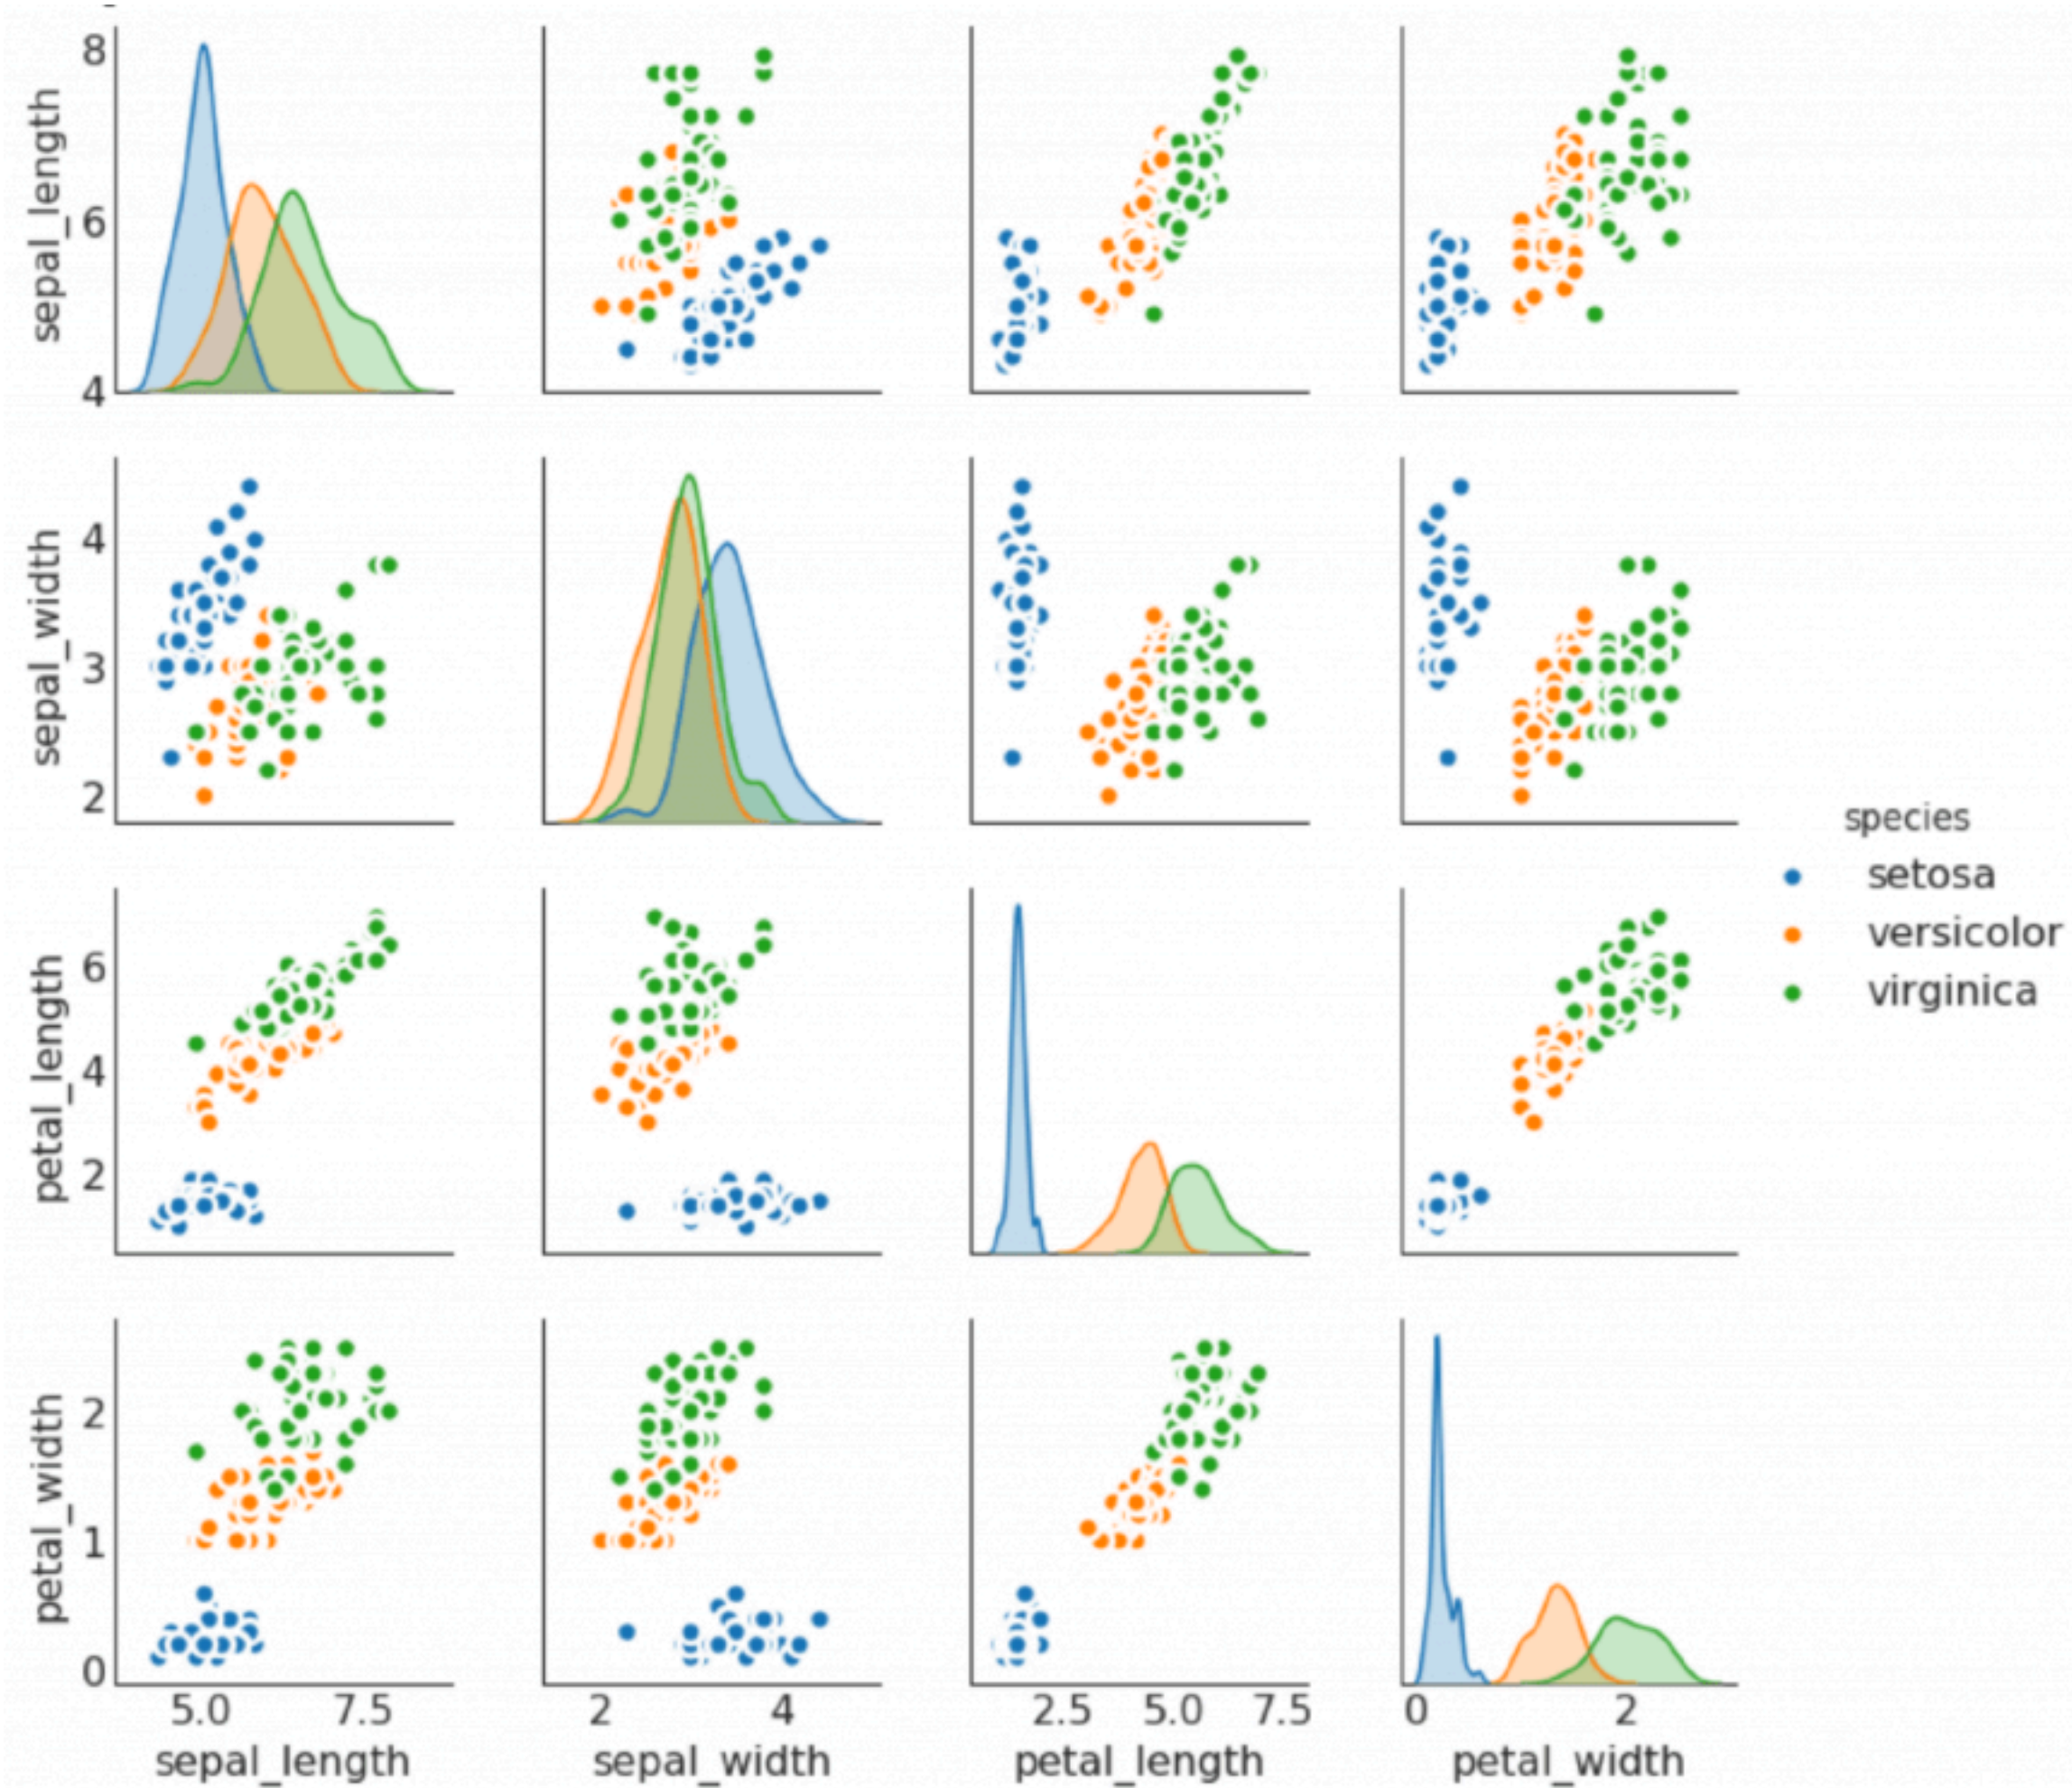 8
6
4
sepal_length
4
3
2
sepal_width
species
setosa
versicolor
virginica
6
4
2
petal_length
2
1
0
petal_width
5.0 7.5
2 4
2.5 5.0 7.5
0 2
sepal_length
sepal_width
petal_length
petal_width